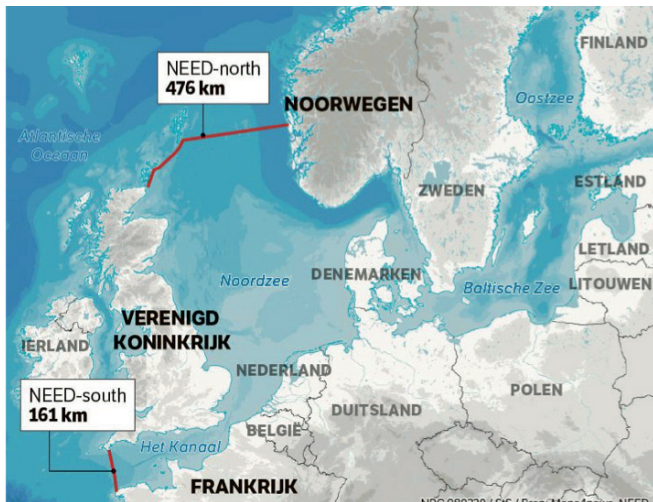 FINLAND
NEED-north
476 km
NOORWEGEN
Oostzee
Atlantische
Oceaan
ZWEDEN
ESTLAND
LETLAND
Noordzee
DENEMARKEN
Baltische Zee
LITOUWEN
VERENIGD
KONINKRIJK
IERLAND
NEDERLAND
NEED-south
161 km
DUITSLAND
POLEN
BELGIË
Het Kanaal
FRANKRIJK